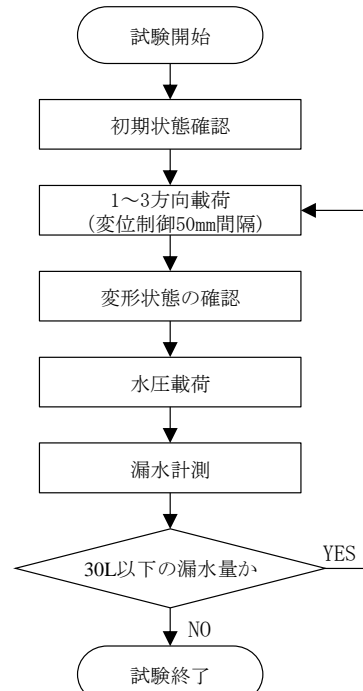 試験開始
初期状態確認
1～3方向載荷
(変位制御50mm間隔)
変形状態の確認
水圧載荷
漏水計測
30L以下の漏水量か
YES
NO
試験終了